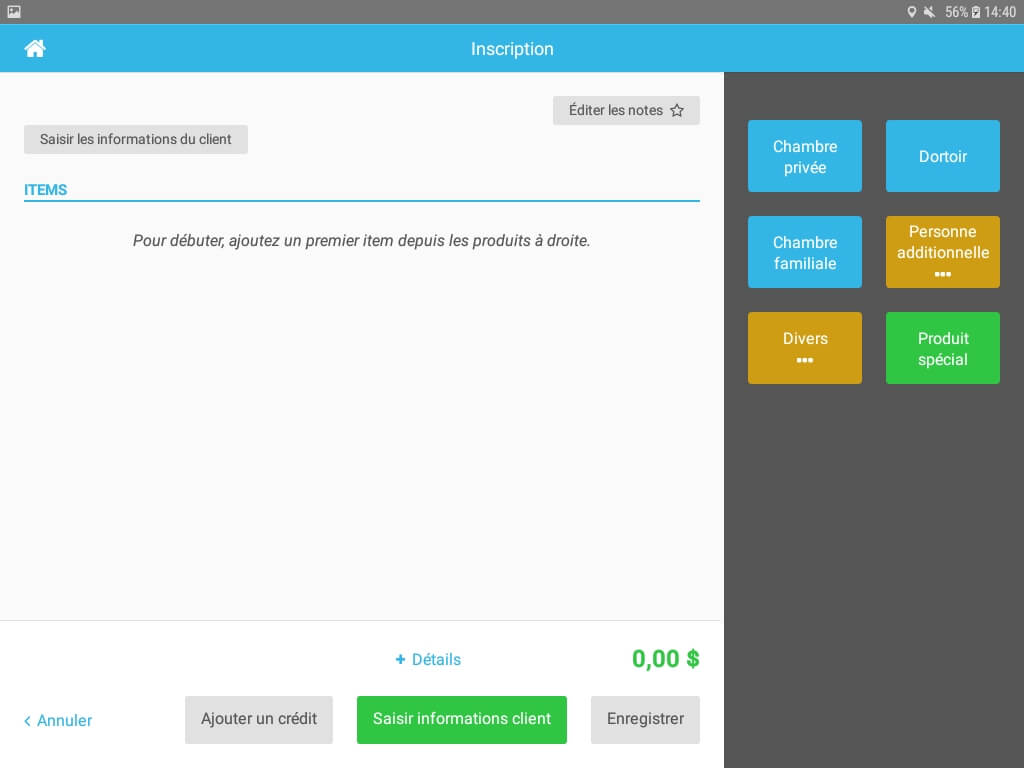 56% 14:40
Inscription
Éditer les notes
Saisir les informations du client
ITEMS
Pour débuter, ajoutez un premier item depuis les produits à droite.
Chambre
privée
Dortoir
Chambre
familiale
Personne
additionnelle
Divers
Produit
spécial
+ Détails
0,00 $
Annuler
Ajouter un crédit
Saisir informations client
Enregistrer